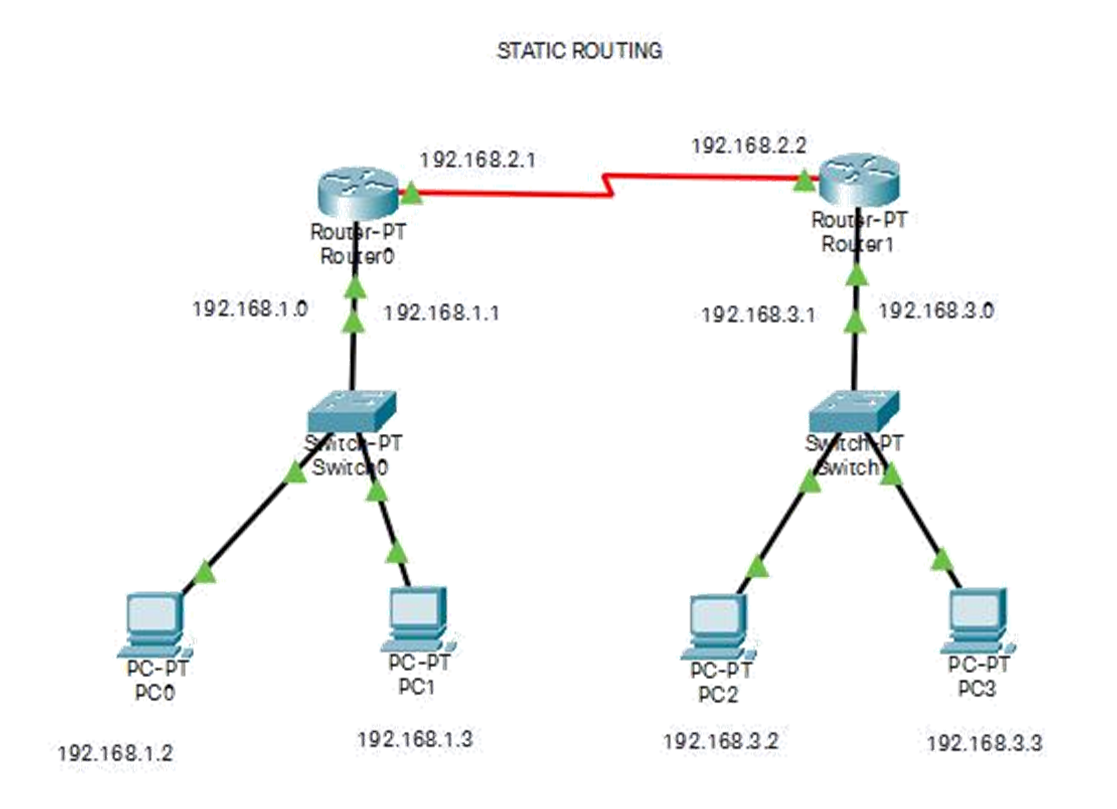 STATIC ROUTING
192.168.2.1
192.168.2.2
Router-PT
Router0
Router-PT
Router1
192.168.1.0
192.168.1.1
192.168.3.1
192.168.3.0
Switch-PT
Switch0
Switch-PT
Switch1
PC-PT
PC0
PC-PT
PC1
PC-PT
PC2
PC-PT
PC3
192.168.1.2
192.168.1.3
192.168.3.2
192.168.3.3